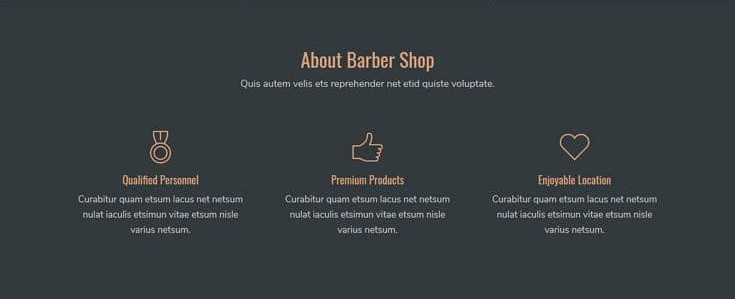 About Barber Shop
Quis autem velis ets reprehender net etid quiste voluptate.
Qualified Personnel
Curabitur quam etsum lacus net netsum
nulat iaculis etsimun vitae etsum nisle
varius netsum.
Premium Products
Curabitur quam etsum lacus net netsum
nulat iaculis etsimun vitae etsum nisle
varius netsum.
Enjoyable Location
Curabitur quam etsum lacus net netsum
nulat iaculis etsimun vitae etsum nisle
varius netsum.